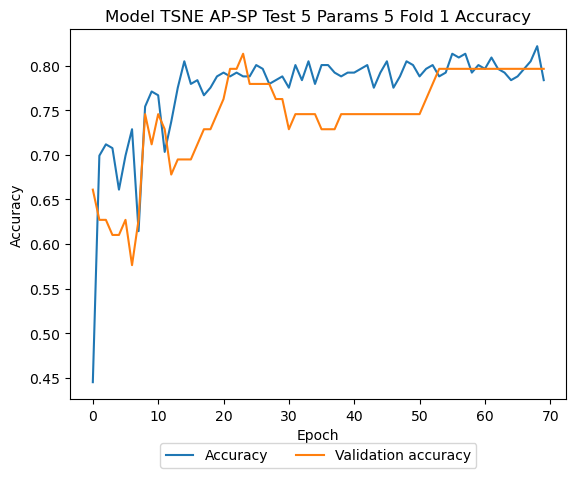 Model TSNE AP-SP Test 5 Params 5 Fold 1 Accuracy
Accuracy
0.80
0.75
0.70
0.65
0.60
0.55
0.50
0.45
0 10 20 30 40 50 60 70
Epoch
Accuracy Validation accuracy